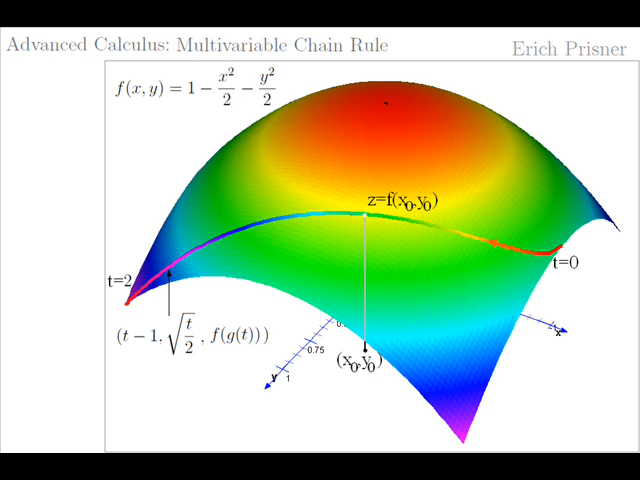 Advanced Calculus: Multivariable Chain Rule
Erich Prisner
f(x, y) = 1 − x²/2 − y²/2
z=f(x₀,y₀)
t=0
t=2
(t − 1, √(t/2) , f(g(t)))
0.75
(x₀,y₀)
x
y
1